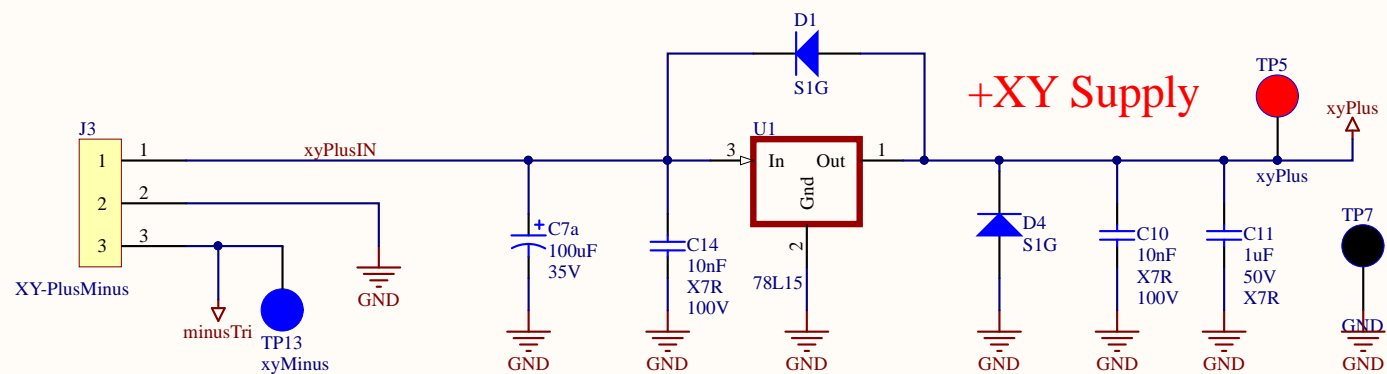 D1
S1G
+XY Supply
TP5
xyPlus
J3
1
1
xyPlusIN
3
U1
In
Out
Gnd
1
2
78L15
xyPlus
2
2
3
3
XY-PlusMinus
minusTri
TP13
xyMinus
GND
+
C7a
100uF
35V
GND
C14
10nF
X7R
100V
GND
GND
D4
S1G
GND
C10
10nF
X7R
100V
GND
C11
1uF
50V
X7R
GND
TP7
GND
GND